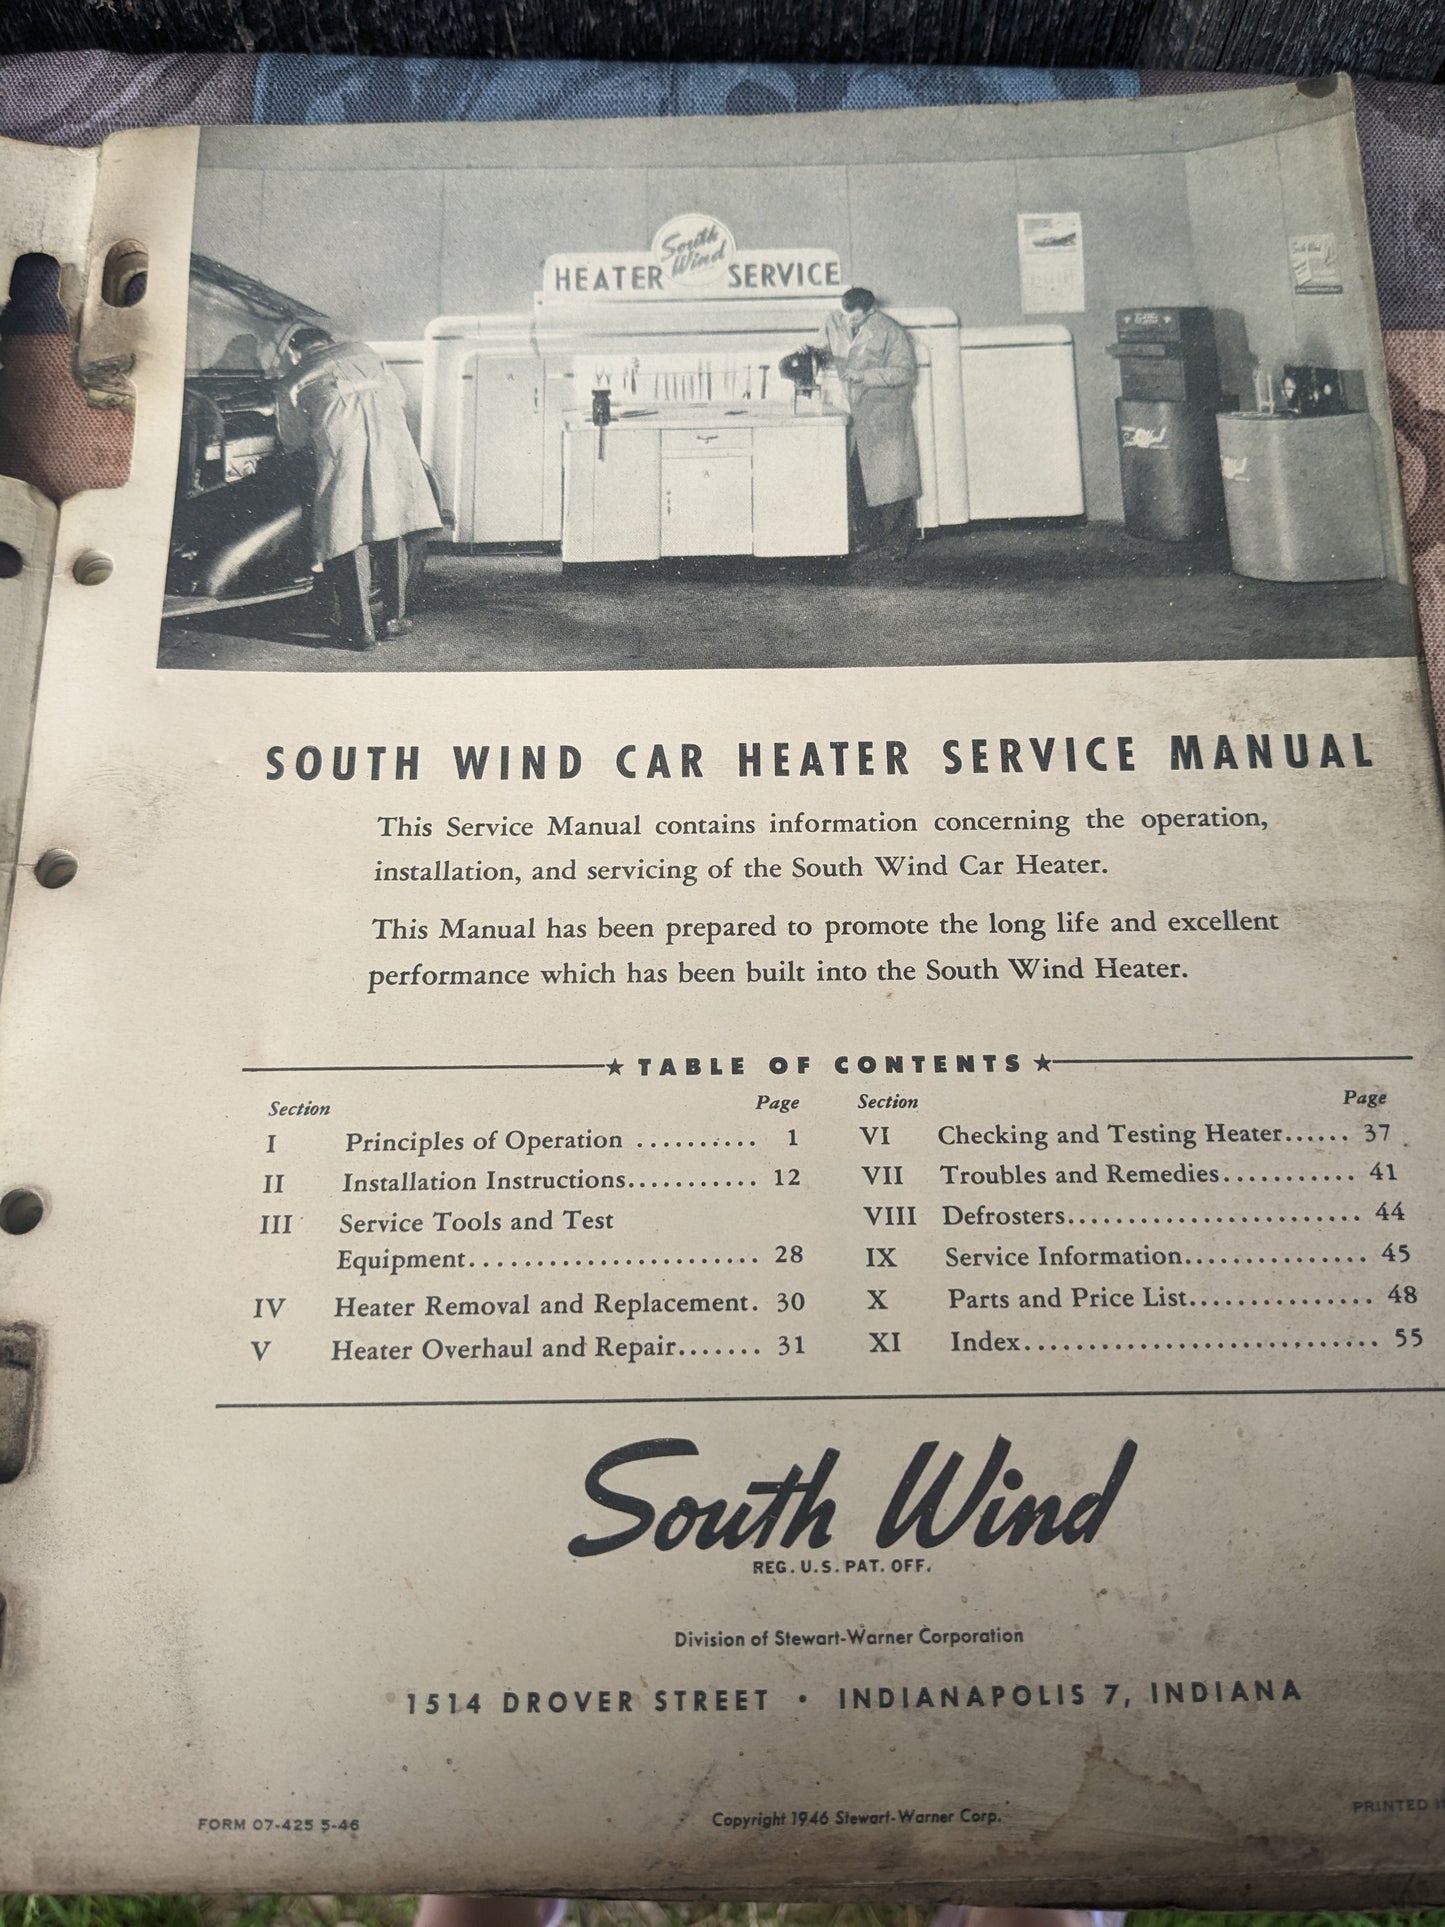 South Wind
HEATER SERVICE
SOUTH WIND CAR HEATER SERVICE MANUAL
This Service Manual contains information concerning the operation,
installation, and servicing of the South Wind Car Heater.
This Manual has been prepared to promote the long life and excellent
performance which has been built into the South Wind Heater.
★ TABLE OF CONTENTS ★
Section Page
I Principles of Operation .......... 1
II Installation Instructions........... 12
III Service Tools and Test
Equipment...................... 28
IV Heater Removal and Replacement. 30
V Heater Overhaul and Repair....... 31
Section Page
VI Checking and Testing Heater...... 37
VII Troubles and Remedies........... 41
VIII Defrosters......................... 44
IX Service Information............... 45
X Parts and Price List............... 48
XI Index............................. 55
South Wind
REG. U.S. PAT. OFF.
Division of Stewart-Warner Corporation
1514 DROVER STREET • INDIANAPOLIS 7, INDIANA
FORM 07-425 5-46
Copyright 1946 Stewart-Warner Corp.
PRINTED